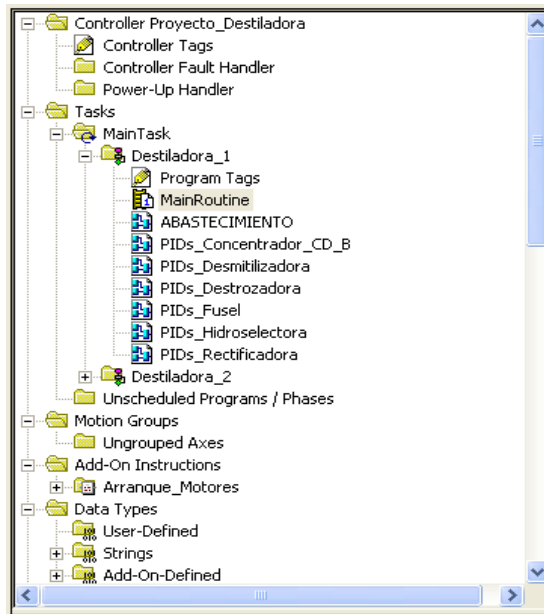 Controller Proyecto_Destiladora
Controller Tags
Controller Fault Handler
Power-Up Handler
Tasks
MainTask
Destiladora_1
Program Tags
MainRoutine
ABASTECIMIENTO
PIDs_Concentrador_CD_B
PIDs_Desmitilizadora
PIDs_Destrozadora
PIDs_Fusel
PIDs_Hidroselectora
PIDs_Rectificadora
Destiladora_2
Unscheduled Programs / Phases
Motion Groups
Ungrouped Axes
Add-On Instructions
Arranque_Motores
Data Types
User-Defined
Strings
Add-On-Defined